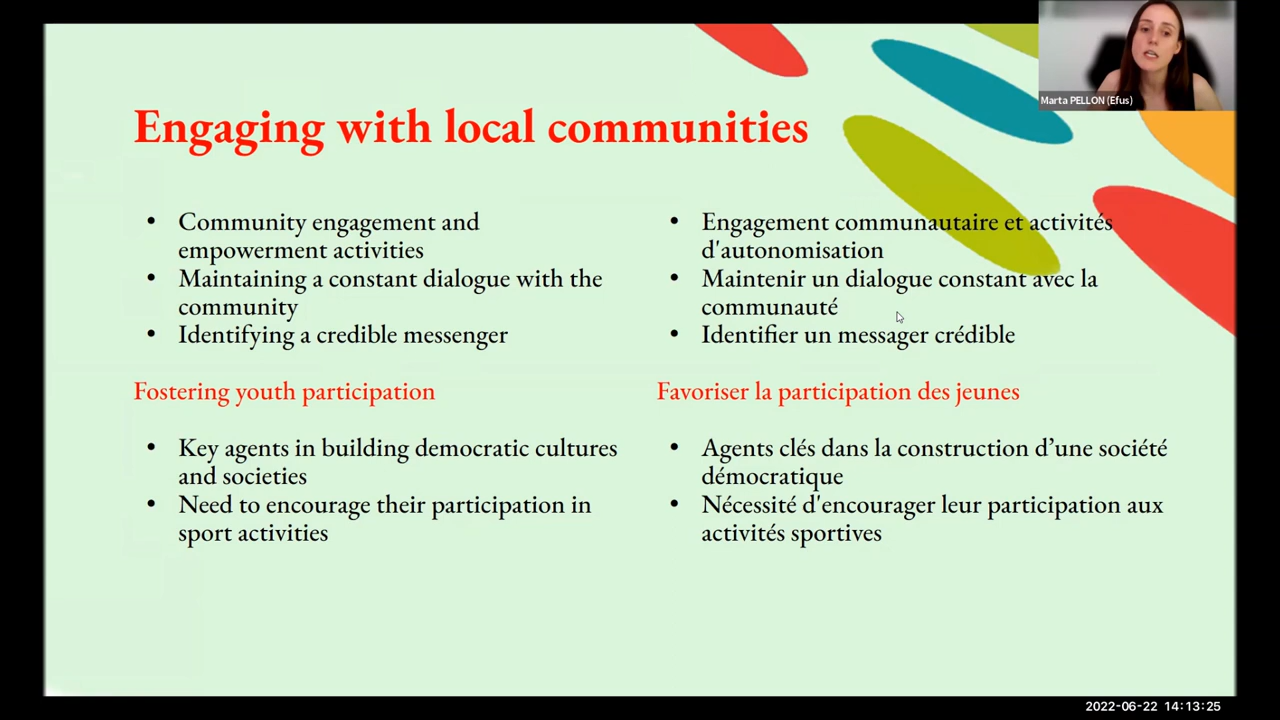 Marta PELLON (Efus)
Engaging with local communities
• Community engagement and
empowerment activities
• Maintaining a constant dialogue with the
community
• Identifying a credible messenger
Fostering youth participation
• Key agents in building democratic cultures
and societies
• Need to encourage their participation in
sport activities
• Engagement communautaire et activités
d'autonomisation
• Maintenir un dialogue constant avec la
communauté
• Identifier un messager crédible
Favoriser la participation des jeunes
• Agents clés dans la construction d’une société
démocratique
• Nécessité d'encourager leur participation aux
activités sportives
2022-06-22 14:13:25